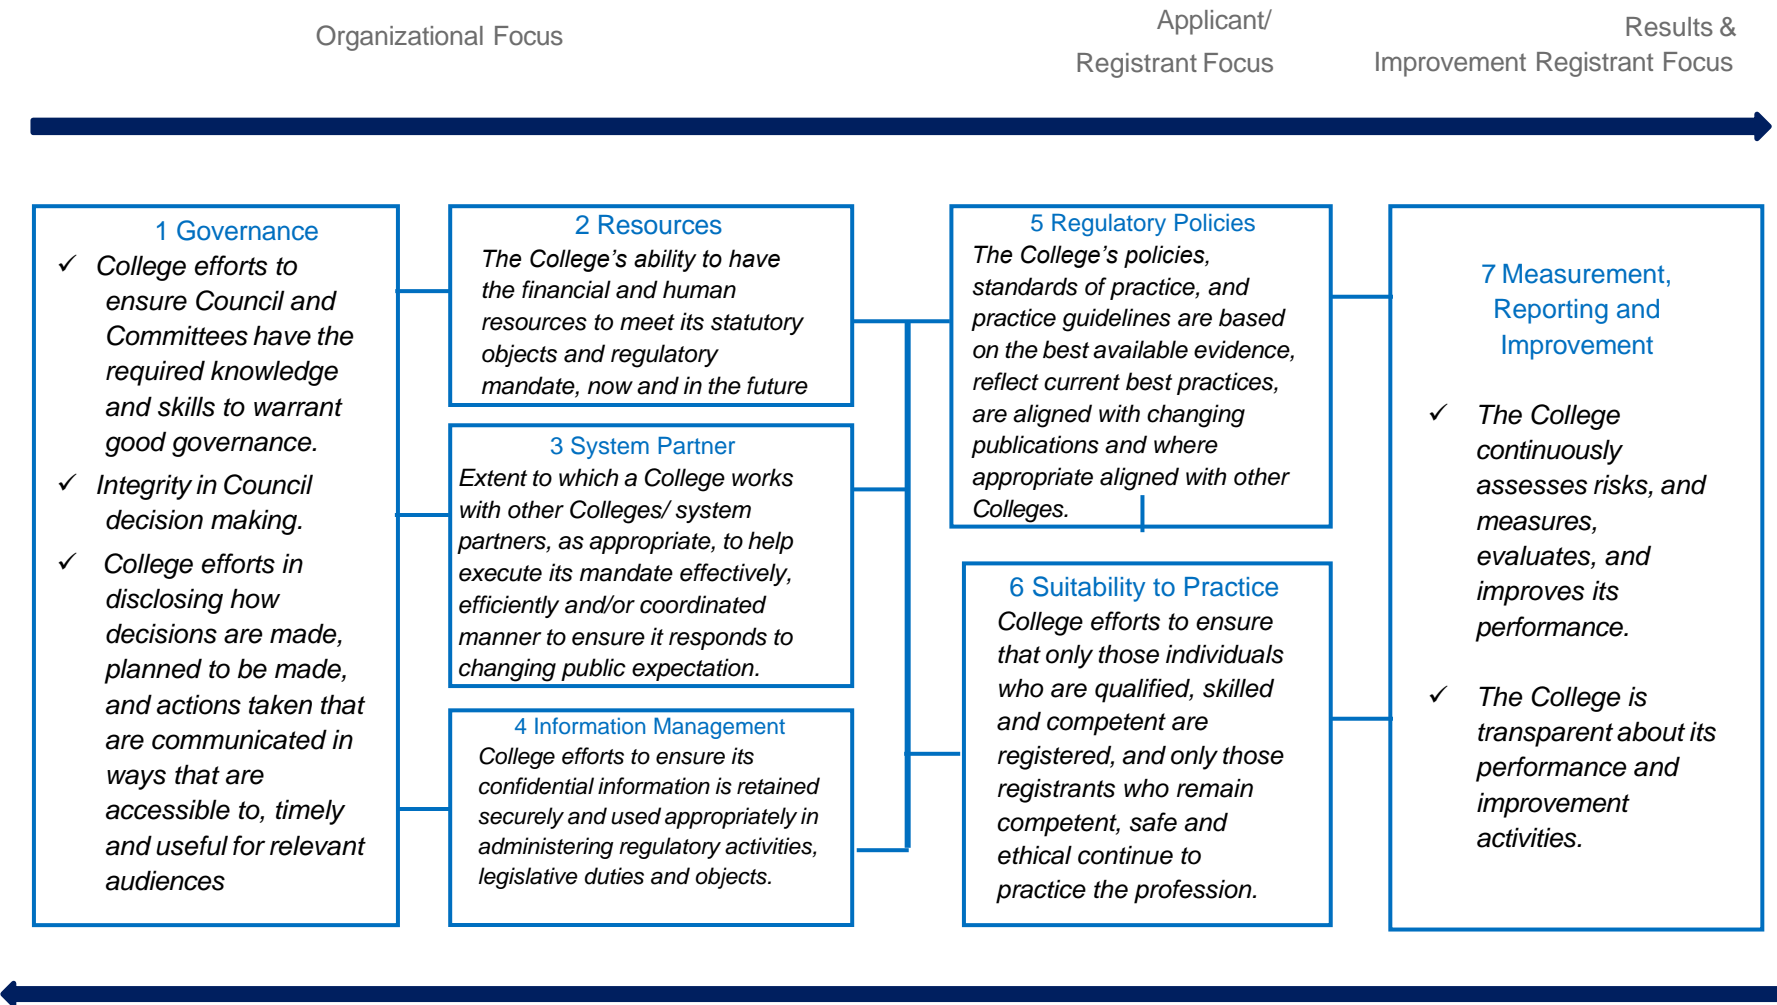 Organizational Focus
Applicant/
Registrant Focus
Results &
Improvement Registrant Focus
1 Governance
✓ College efforts to
ensure Council and
Committees have the
required knowledge
and skills to warrant
good governance.
✓ Integrity in Council
decision making.
✓ College efforts in
disclosing how
decisions are made,
planned to be made,
and actions taken that
are communicated in
ways that are
accessible to, timely
and useful for relevant
audiences
2 Resources
The College’s ability to have
the financial and human
resources to meet its statutory
objects and regulatory
mandate, now and in the future
3 System Partner
Extent to which a College works
with other Colleges/ system
partners, as appropriate, to help
execute its mandate effectively,
efficiently and/or coordinated
manner to ensure it responds to
changing public expectation.
4 Information Management
College efforts to ensure its
confidential information is retained
securely and used appropriately in
administering regulatory activities,
legislative duties and objects.
5 Regulatory Policies
The College’s policies,
standards of practice, and
practice guidelines are based
on the best available evidence,
reflect current best practices,
are aligned with changing
publications and where
appropriate aligned with other
Colleges.
6 Suitability to Practice
College efforts to ensure
that only those individuals
who are qualified, skilled
and competent are
registered, and only those
registrants who remain
competent, safe and
ethical continue to
practice the profession.
7 Measurement,
Reporting and
Improvement
✓ The College
continuously
assesses risks, and
measures,
evaluates, and
improves its
performance.
✓ The College is
transparent about its
performance and
improvement
activities.